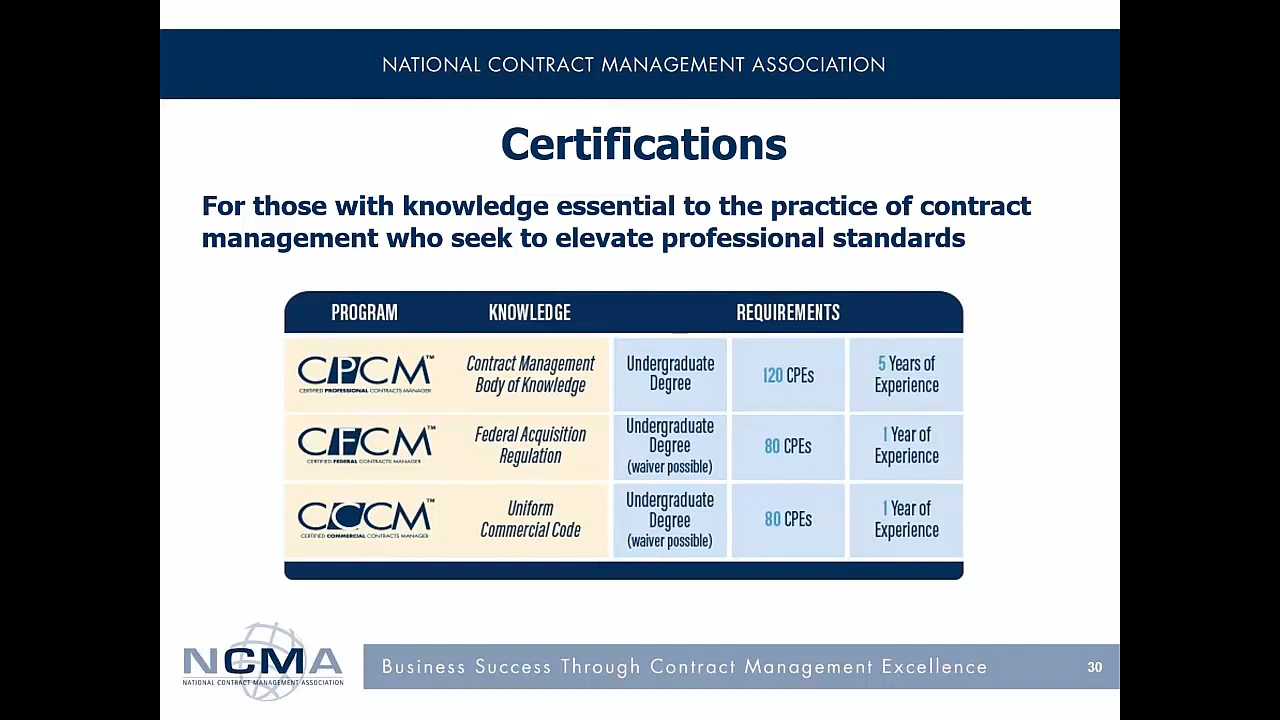 NATIONAL CONTRACT MANAGEMENT ASSOCIATION
Certifications
For those with knowledge essential to the practice of contract
management who seek to elevate professional standards
PROGRAM KNOWLEDGE REQUIREMENTS
CPCM™
CERTIFIED PROFESSIONAL CONTRACTS MANAGER
Contract Management
Body of Knowledge
Undergraduate
Degree
120 CPEs
5 Years of
Experience
CFCM™
CERTIFIED FEDERAL CONTRACTS MANAGER
Federal Acquisition
Regulation
Undergraduate
Degree
(waiver possible)
80 CPEs
1 Year of
Experience
CCCM™
CERTIFIED COMMERCIAL CONTRACTS MANAGER
Uniform
Commercial Code
Undergraduate
Degree
(waiver possible)
80 CPEs
1 Year of
Experience
NCMA
NATIONAL CONTRACT MANAGEMENT ASSOCIATION
Business Success Through Contract Management Excellence
30